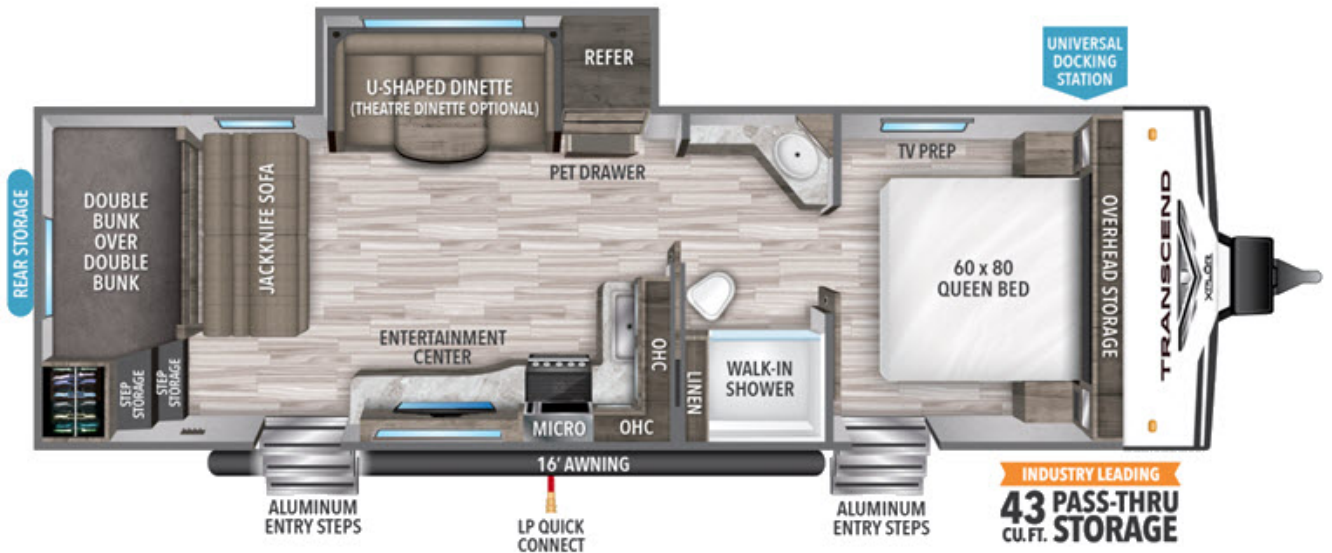 UNIVERSAL
DOCKING
STATION
REFER
U-SHAPED DINETTE
(THEATRE DINETTE OPTIONAL)
PET DRAWER
TV PREP
REAR STORAGE
DOUBLE
BUNK
OVER
DOUBLE
BUNK
JACKKNIFE SOFA
60 x 80
QUEEN BED
OVERHEAD STORAGE
TRANSCEND
XPLOR
ENTERTAINMENT
CENTER
STEP
STORAGE
STEP
STORAGE
OHC
LINEN
WALK-IN
SHOWER
MICRO
OHC
16' AWNING
ALUMINUM
ENTRY STEPS
LP QUICK
CONNECT
ALUMINUM
ENTRY STEPS
INDUSTRY LEADING
43 CU. FT. PASS-THRU
STORAGE